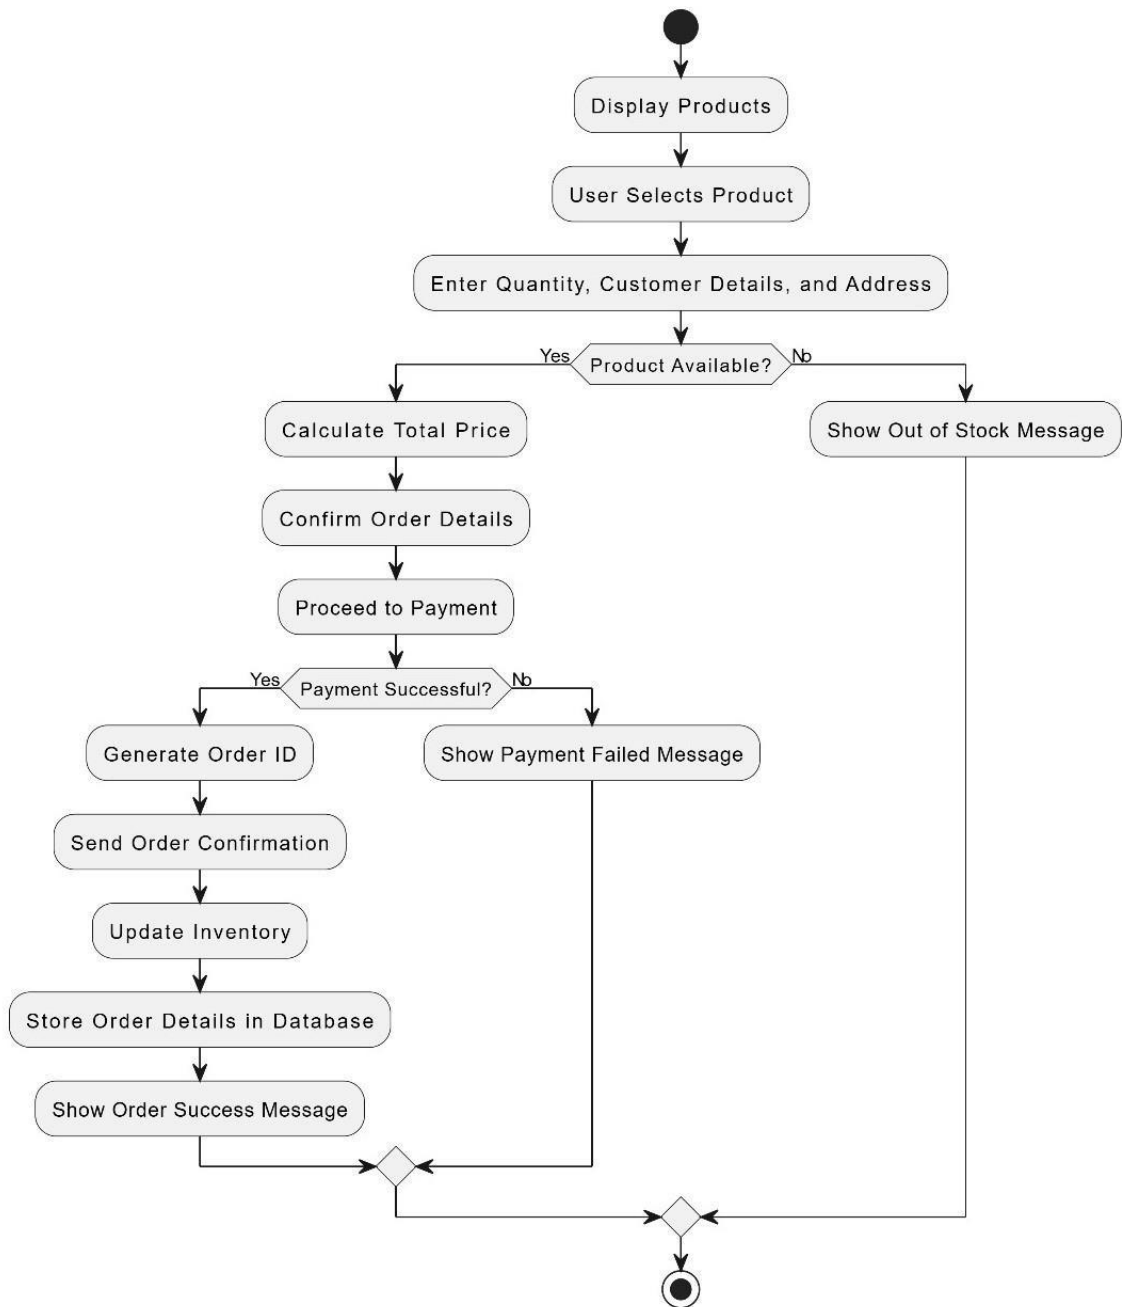 Display Products
User Selects Product
Enter Quantity, Customer Details, and Address
Yes
Product Available?
No
Calculate Total Price
Show Out of Stock Message
Confirm Order Details
Proceed to Payment
Yes
Payment Successful?
No
Generate Order ID
Show Payment Failed Message
Send Order Confirmation
Update Inventory
Store Order Details in Database
Show Order Success Message